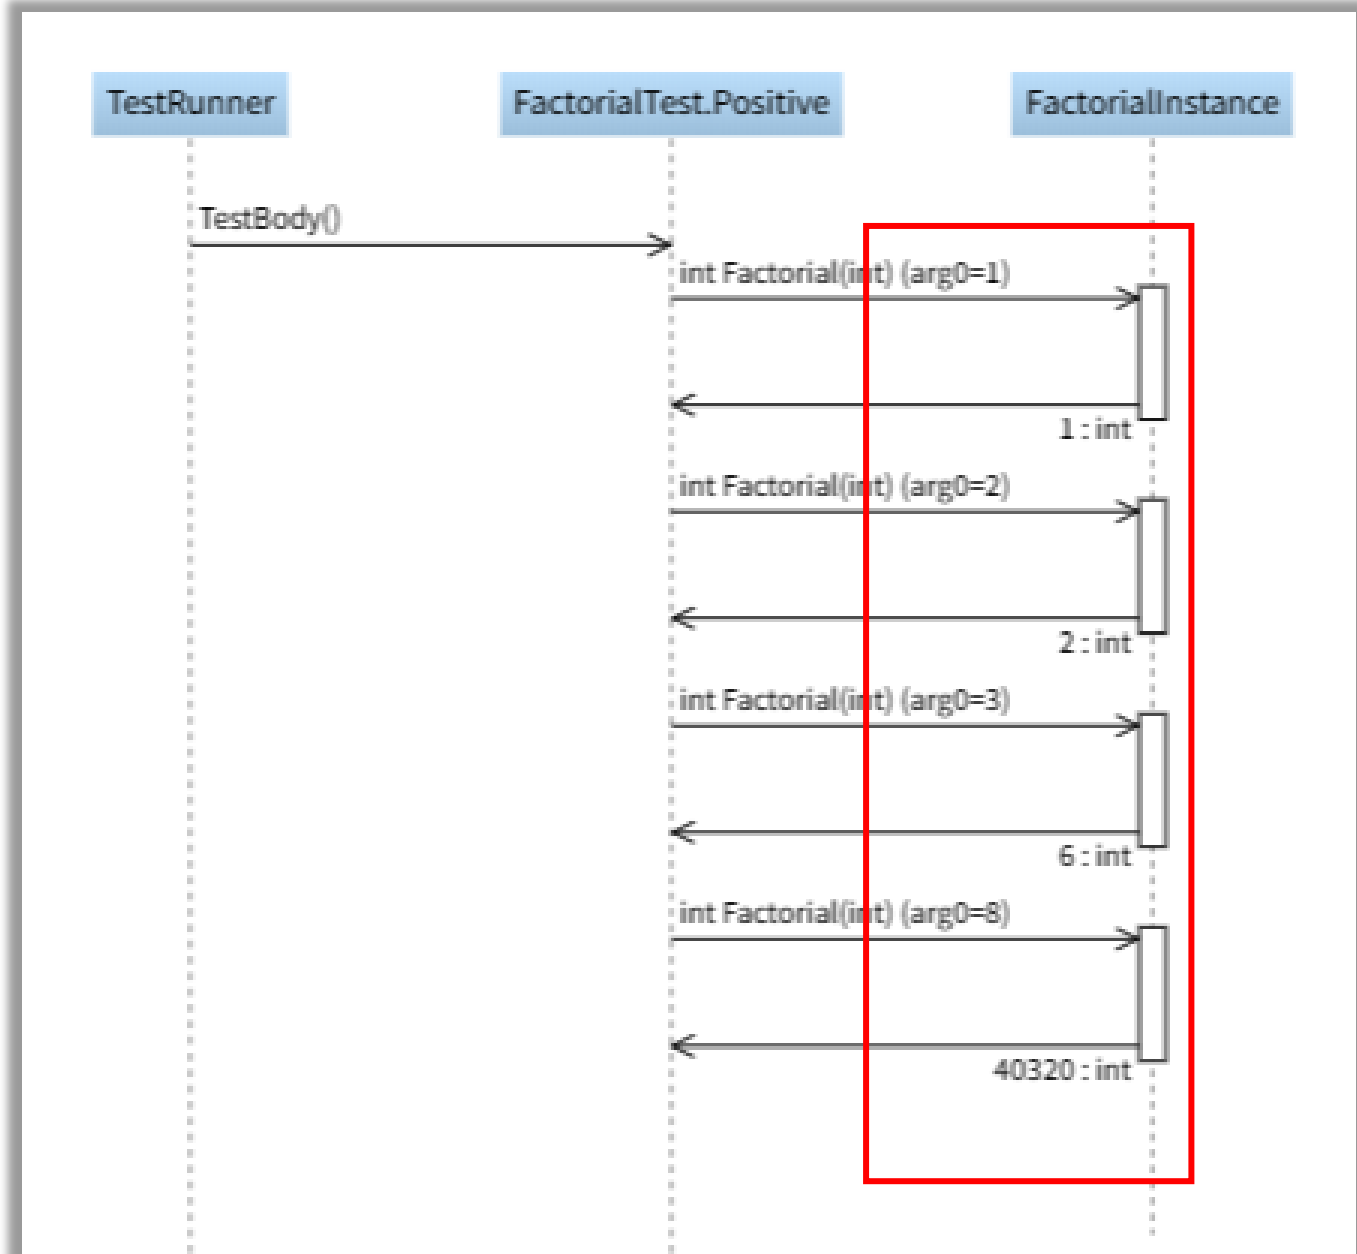 TestRunner
FactorialTest.Positive
FactorialInstance
TestBody()
int Factorial(int) (arg0=1)
1 : int
int Factorial(int) (arg0=2)
2 : int
int Factorial(int) (arg0=3)
6 : int
int Factorial(int) (arg0=8)
40320 : int